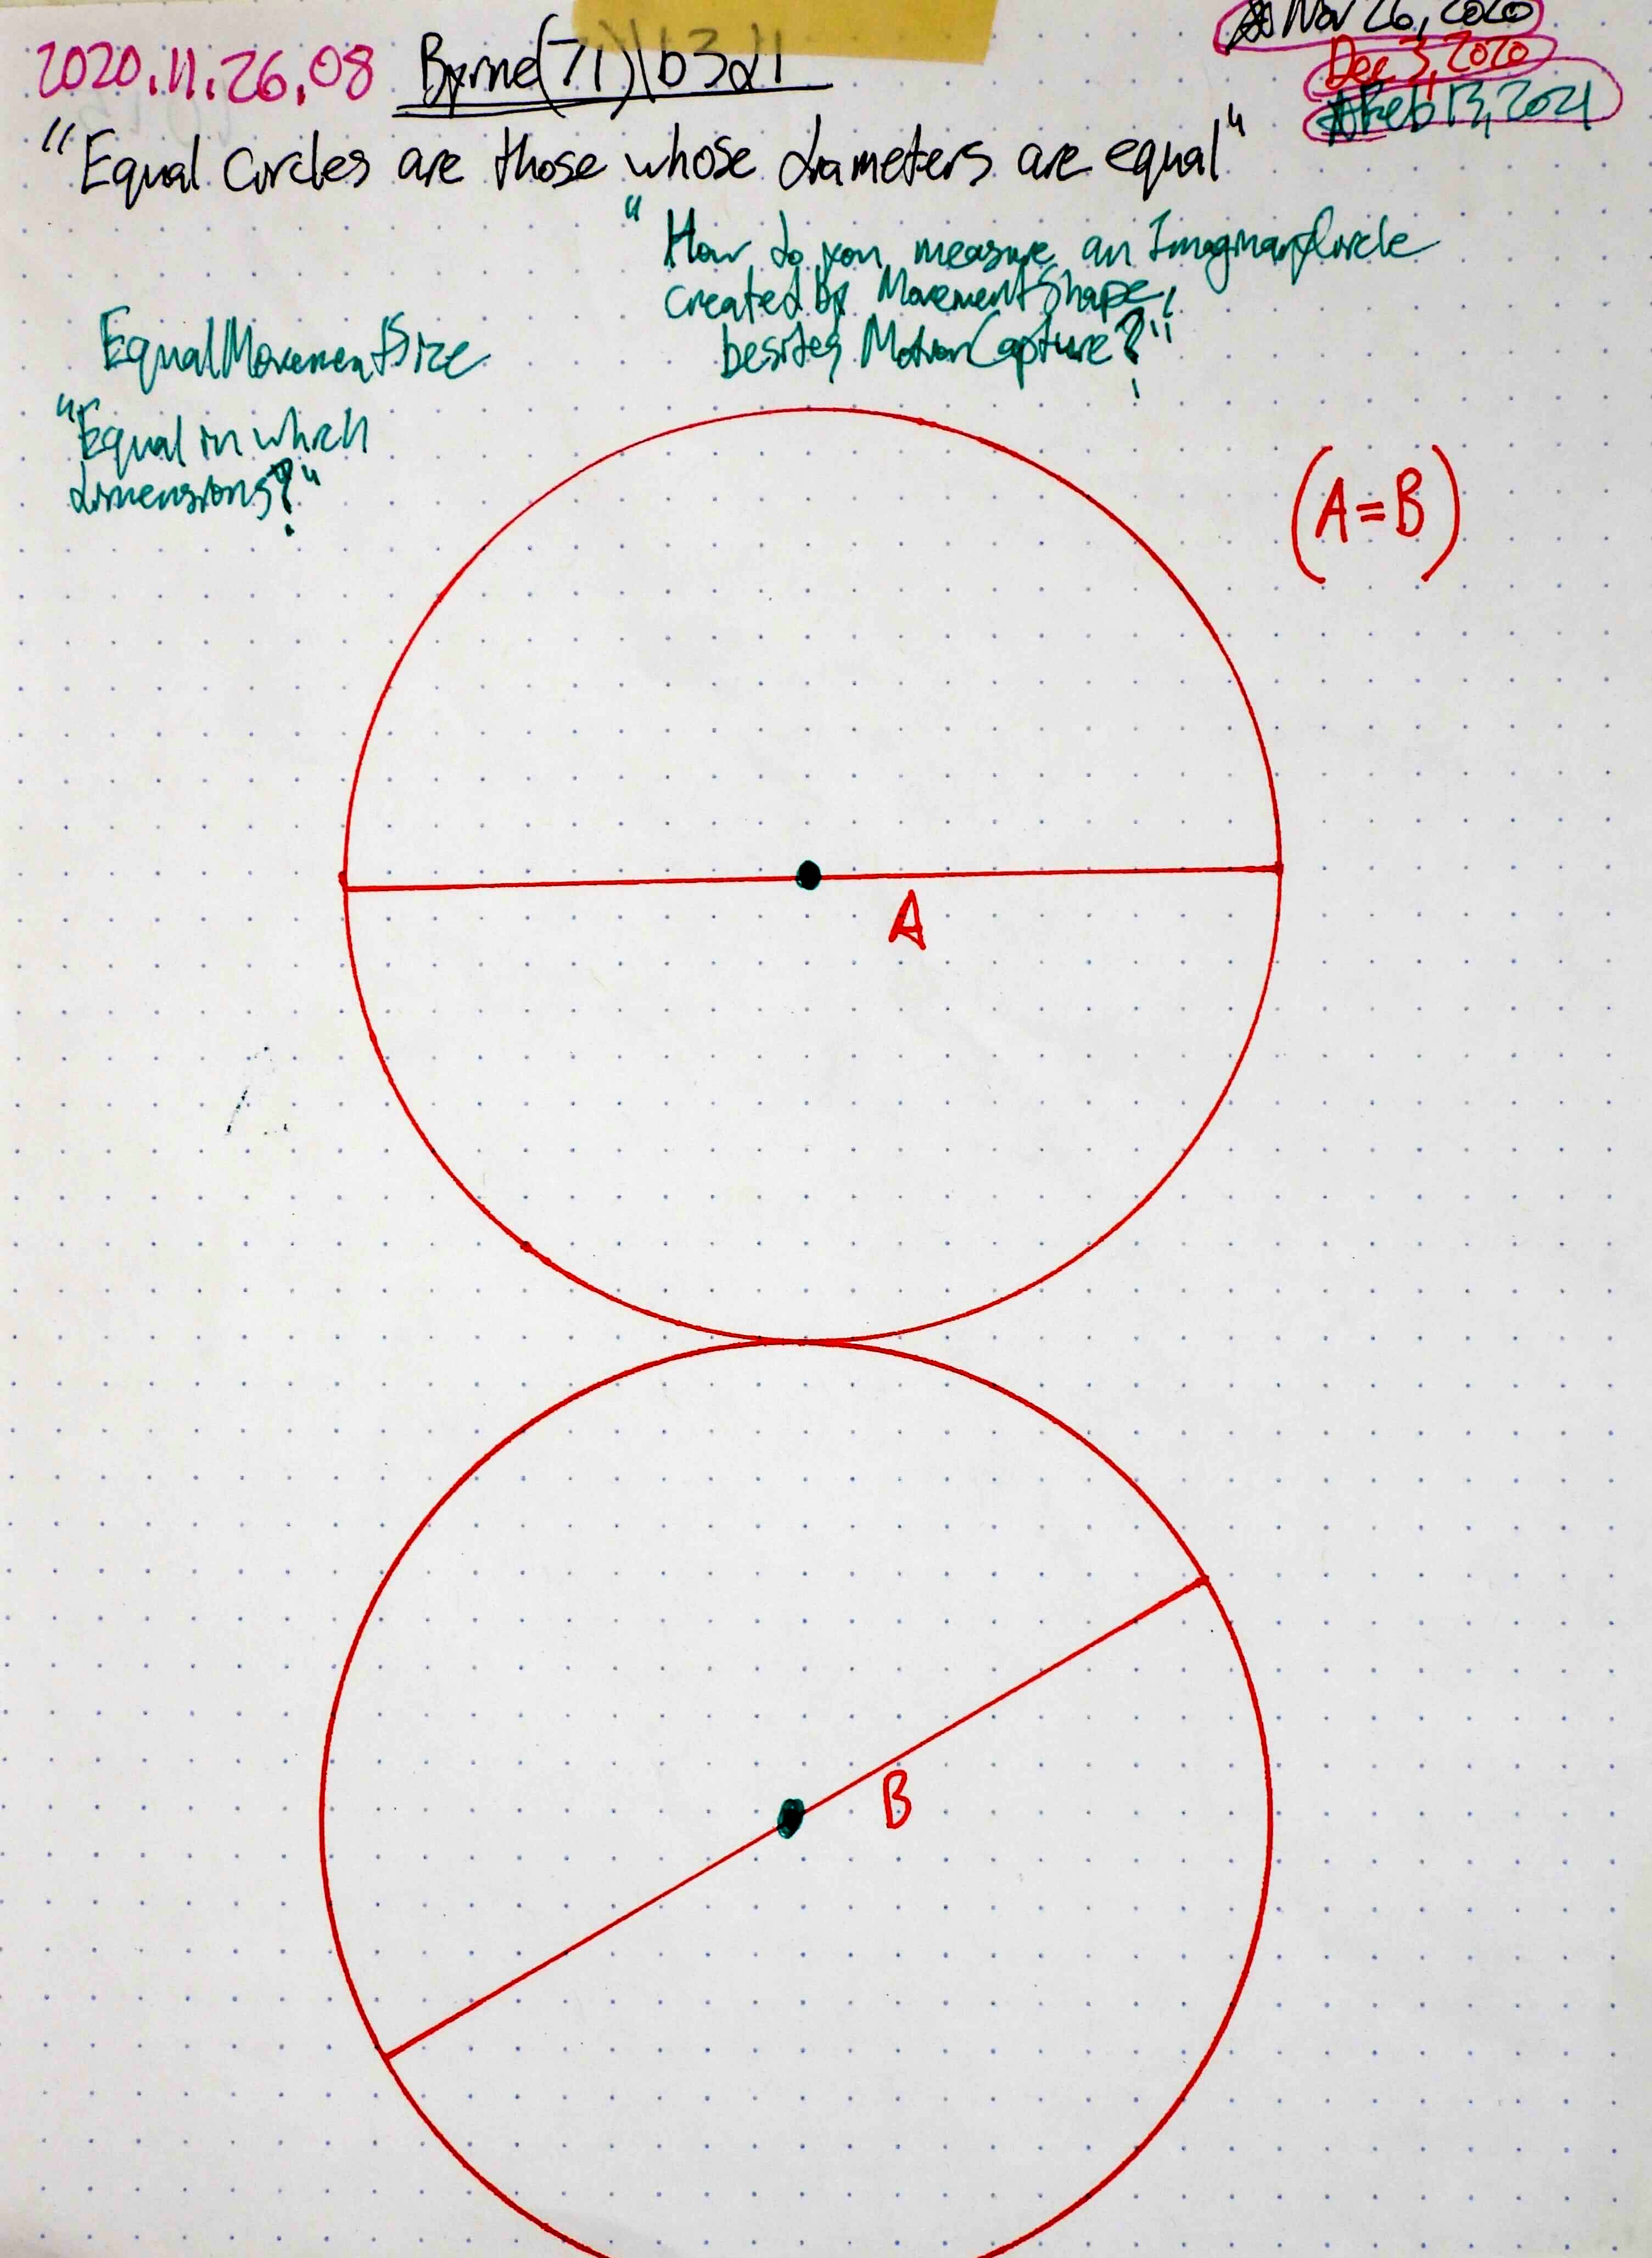 2020.11.26.08 Byrne(71)\b3d1
Nov 26, 2020
Dec 3, 2020
Feb 13, 2021
"Equal Circles are those whose diameters are equal"
"How do you measure an ImaginaryCircle
created by MovementShape,
besides MotionCapture?"
EqualMovementSize
"Equal in which
dimensions?"
(A=B)
A
B